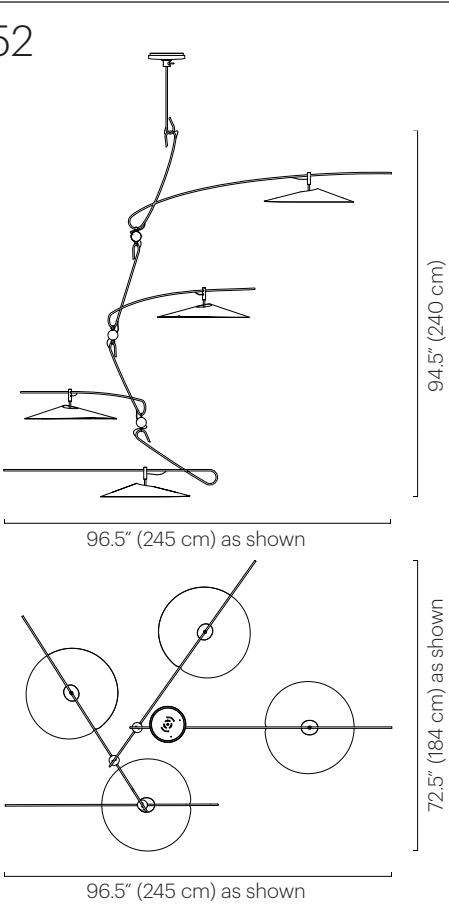 52
94.5” (240 cm)
96.5” (245 cm) as shown
72.5” (184 cm) as shown
96.5” (245 cm) as shown